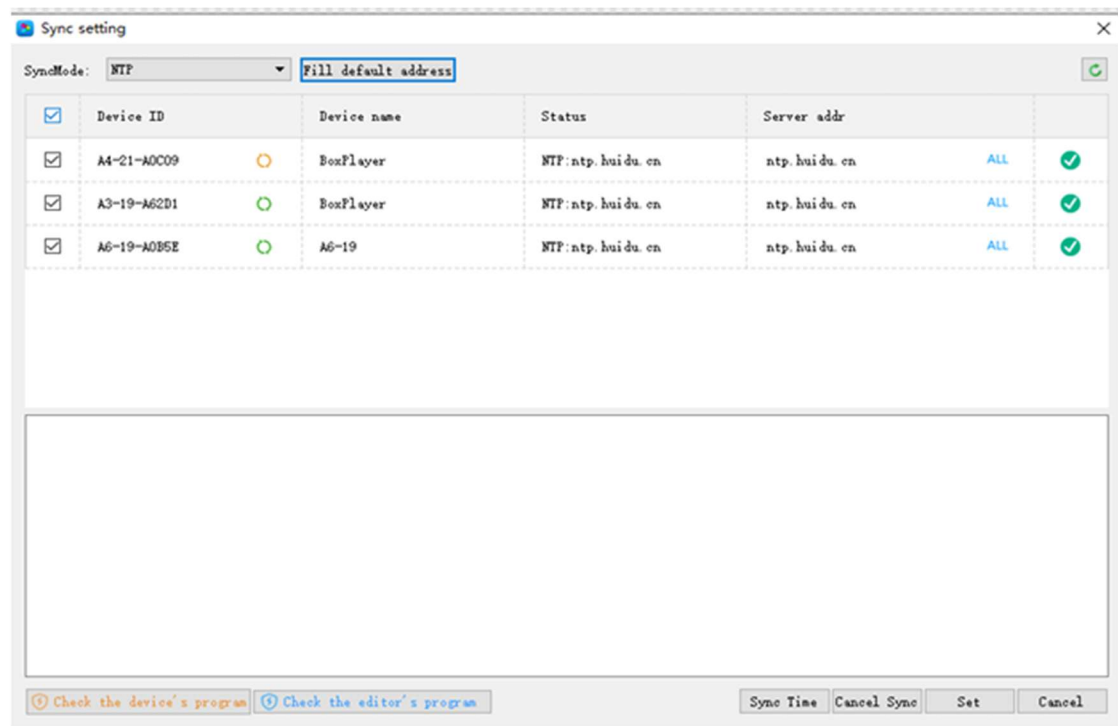 Sync setting
SyncMode: NTP Fill default address
Device ID Device name Status Server addr
A4-21-A0C09 BoxPlayer NTP:ntp.huidu.cn ntp.huidu.cn ALL
A3-19-A62D1 BoxPlayer NTP:ntp.huidu.cn ntp.huidu.cn ALL
A6-19-A0B5E A6-19 NTP:ntp.huidu.cn ntp.huidu.cn ALL
Check the device's program Check the editor's program Sync Time Cancel Sync Set Cancel